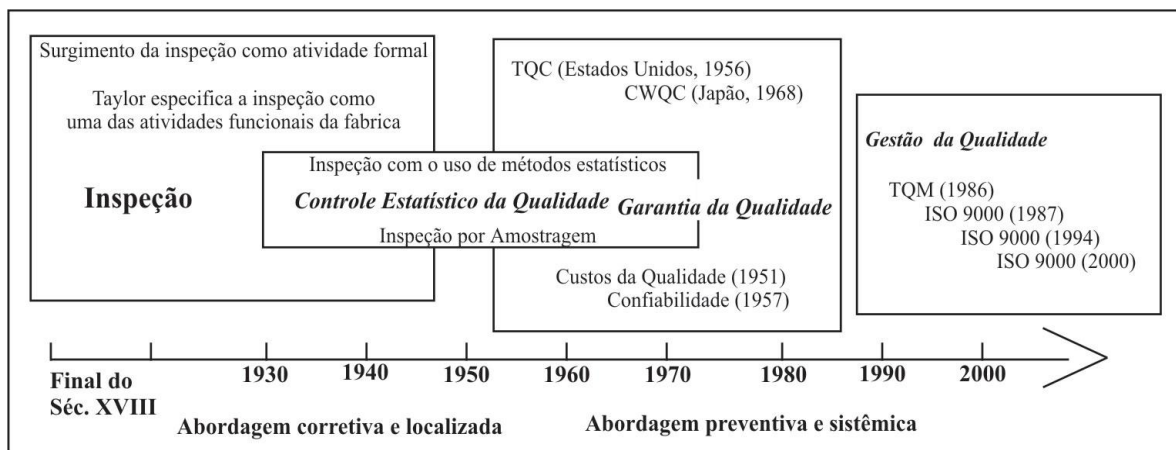 Surgimento da inspeção como atividade formal
Taylor especifica a inspeção como
uma das atividades funcionais da fabrica
Inspeção
Inspeção com o uso de métodos estatísticos
Controle Estatístico da Qualidade
Inspeção por Amostragem
TQC (Estados Unidos, 1956)
CWQC (Japão, 1968)
Garantia da Qualidade
Custos da Qualidade (1951)
Confiabilidade (1957)
Gestão da Qualidade
TQM (1986)
ISO 9000 (1987)
ISO 9000 (1994)
ISO 9000 (2000)
Final do
Séc. XVIII
1930
1940
1950
1960
1970
1980
1990
2000
Abordagem corretiva e localizada
Abordagem preventiva e sistêmica